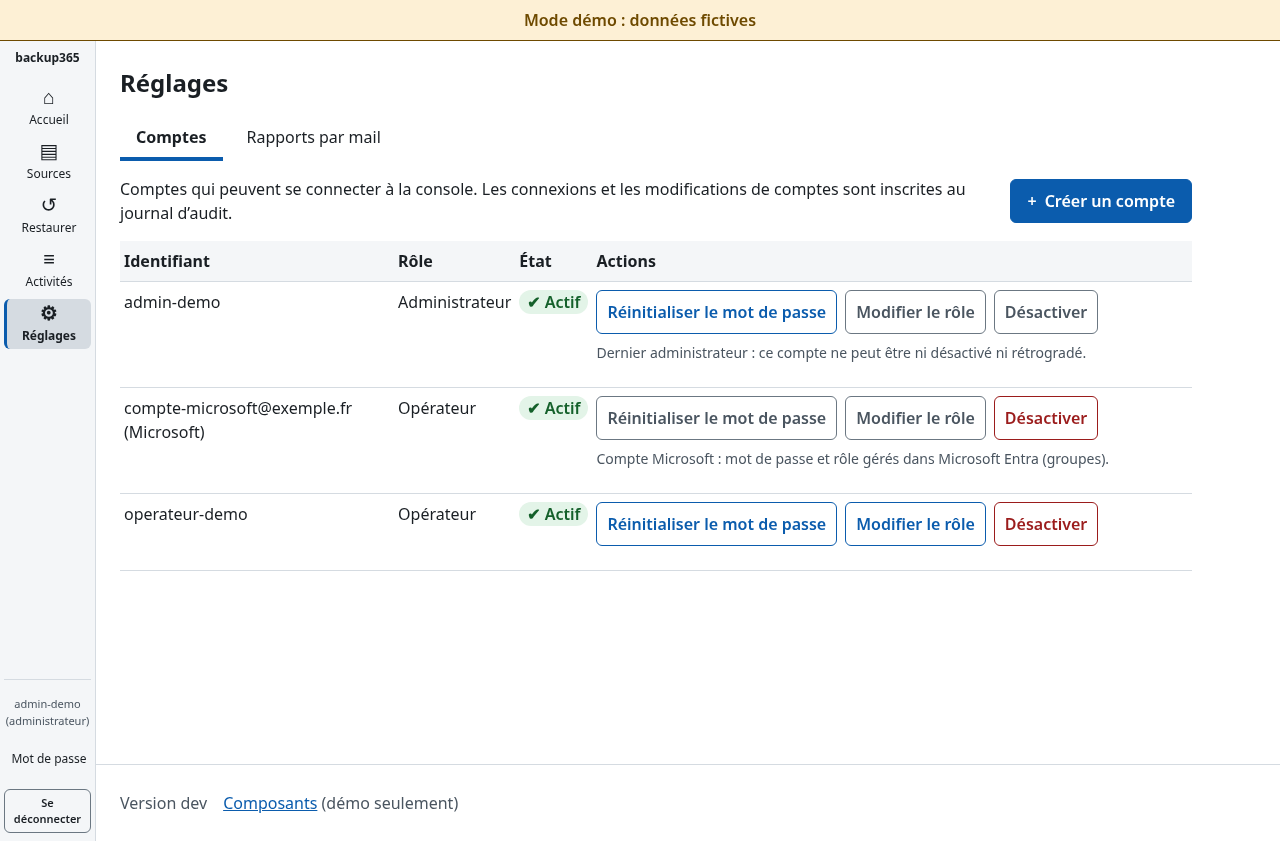 Mode démo : données fictives
backup365
Accueil
Sources
Restaurer
Activités
Réglages
admin-demo
(administrateur)
Mot de passe
Se
déconnecter
Réglages
Comptes Rapports par mail
Comptes qui peuvent se connecter à la console. Les connexions et les modifications de comptes sont inscrites au
journal d’audit.
+ Créer un compte
Identifiant Rôle État Actions
admin-demo Administrateur ✔ Actif Réinitialiser le mot de passe Modifier le rôle Désactiver
Dernier administrateur : ce compte ne peut être ni désactivé ni rétrogradé.
compte-microsoft@exemple.fr Opérateur ✔ Actif Réinitialiser le mot de passe Modifier le rôle Désactiver
(Microsoft)
Compte Microsoft : mot de passe et rôle gérés dans Microsoft Entra (groupes).
operateur-demo Opérateur ✔ Actif Réinitialiser le mot de passe Modifier le rôle Désactiver
Version dev Composants (démo seulement)